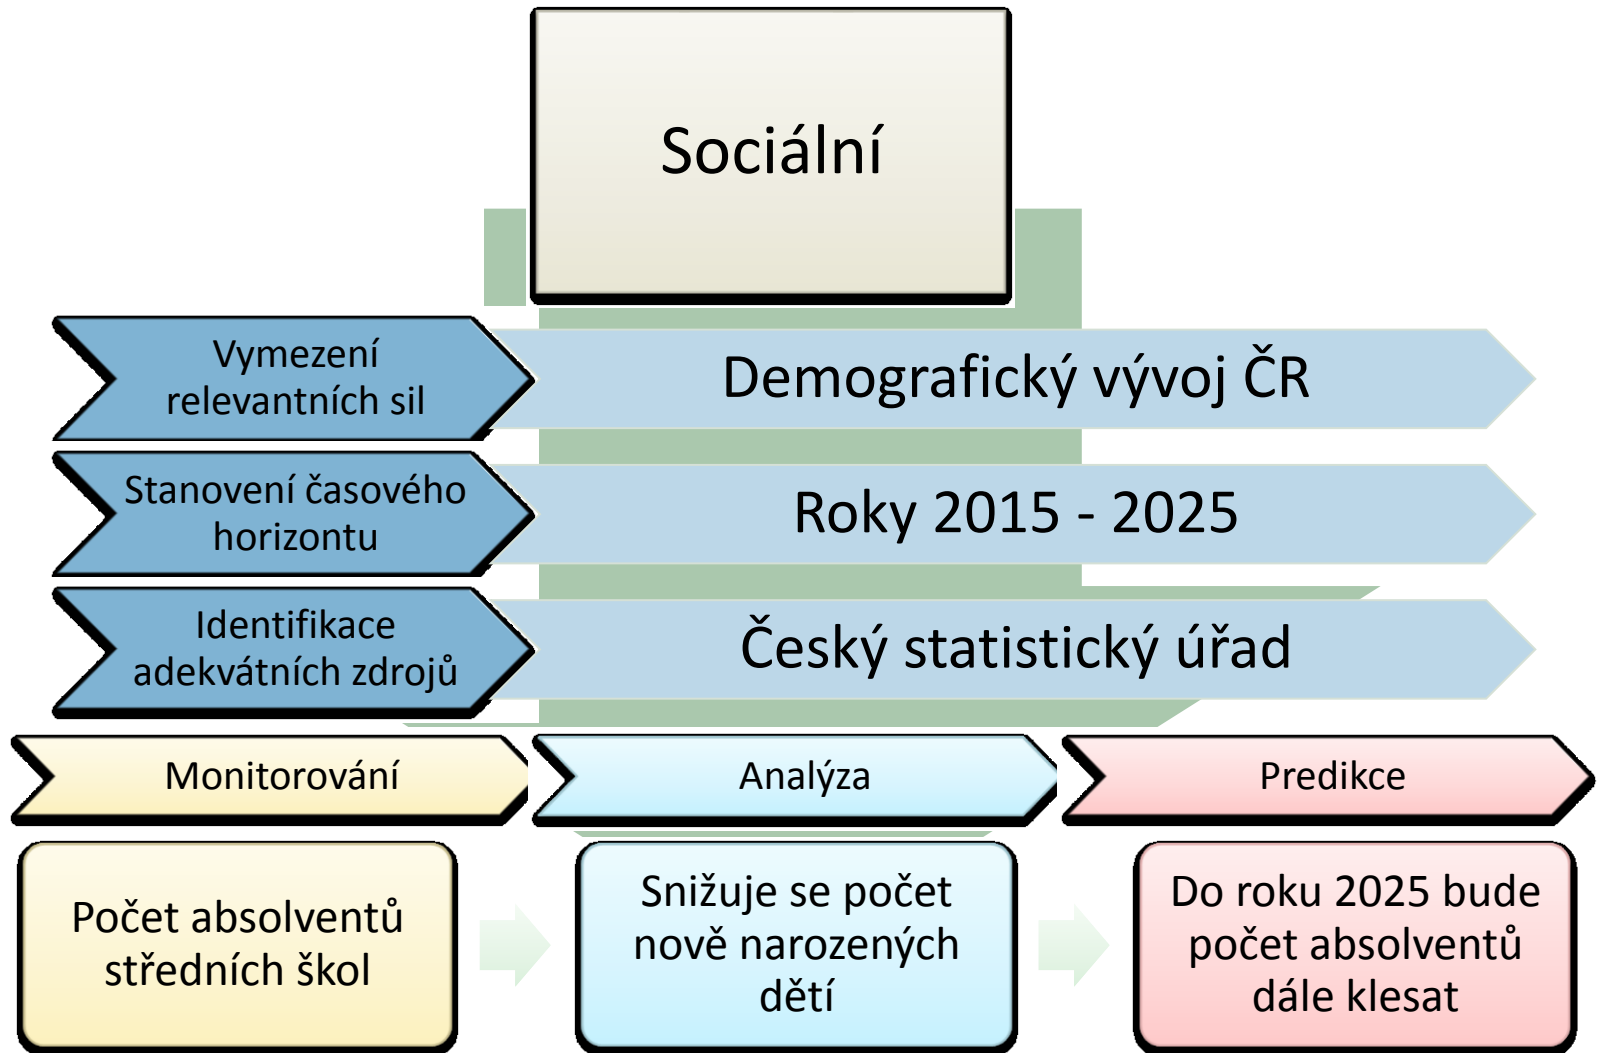 Sociální
Vymezení
relevantních sil
Demografický vývoj ČR
Stanovení časového
horizontu
Roky 2015 - 2025
Identifikace
adekvátních zdrojů
Český statistický úřad
Monitorování
Analýza
Predikce
Počet absolventů
středních škol
Snižuje se počet
nově narozených
dětí
Do roku 2025 bude
počet absolventů
dále klesat